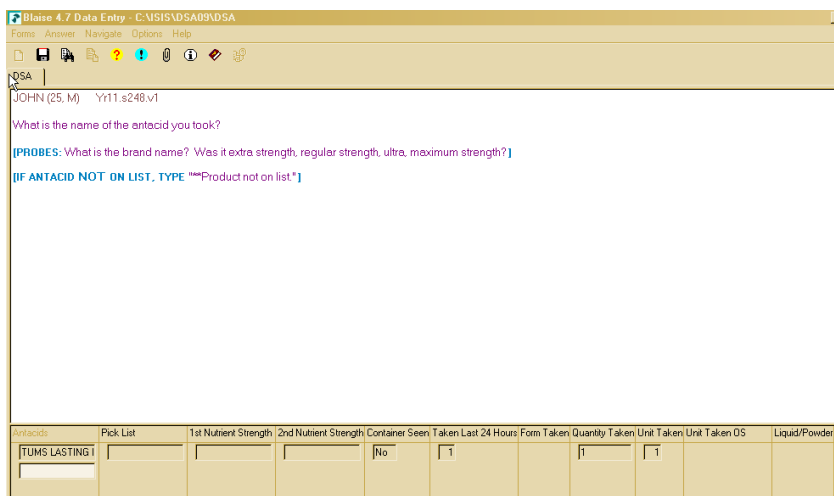 Blaise 4.7 Data Entry - C:\ISIS\DSA09\DSA
Forms Answer Navigate Options Help
DSA
JOHN (25, M) Yr11.s248.v1
What is the name of the antacid you took?
[PROBES: What is the brand name? Was it extra strength, regular strength, ultra, maximum strength?]
[IF ANTACID NOT ON LIST, TYPE "**Product not on list."]
Antacids Pick List 1st Nutrient Strength 2nd Nutrient Strength Container Seen Taken Last 24 Hours Form Taken Quantity Taken Unit Taken Unit Taken OS Liquid/Powder
TUMS LASTING No 1 1 1